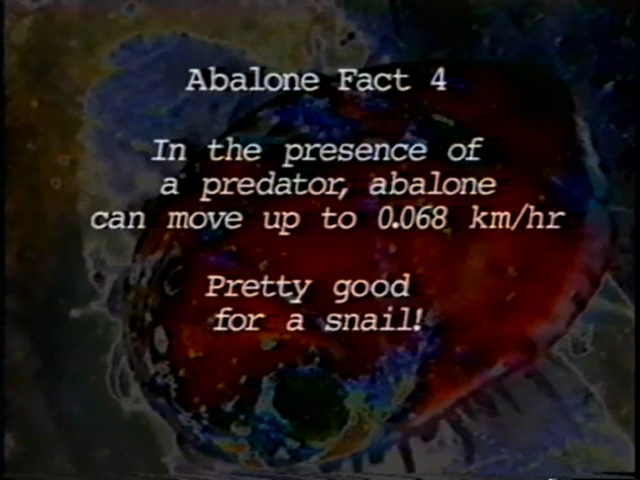 Abalone Fact 4
In the presence of
a predator, abalone
can move up to 0.068 km/hr
Pretty good
for a snail!